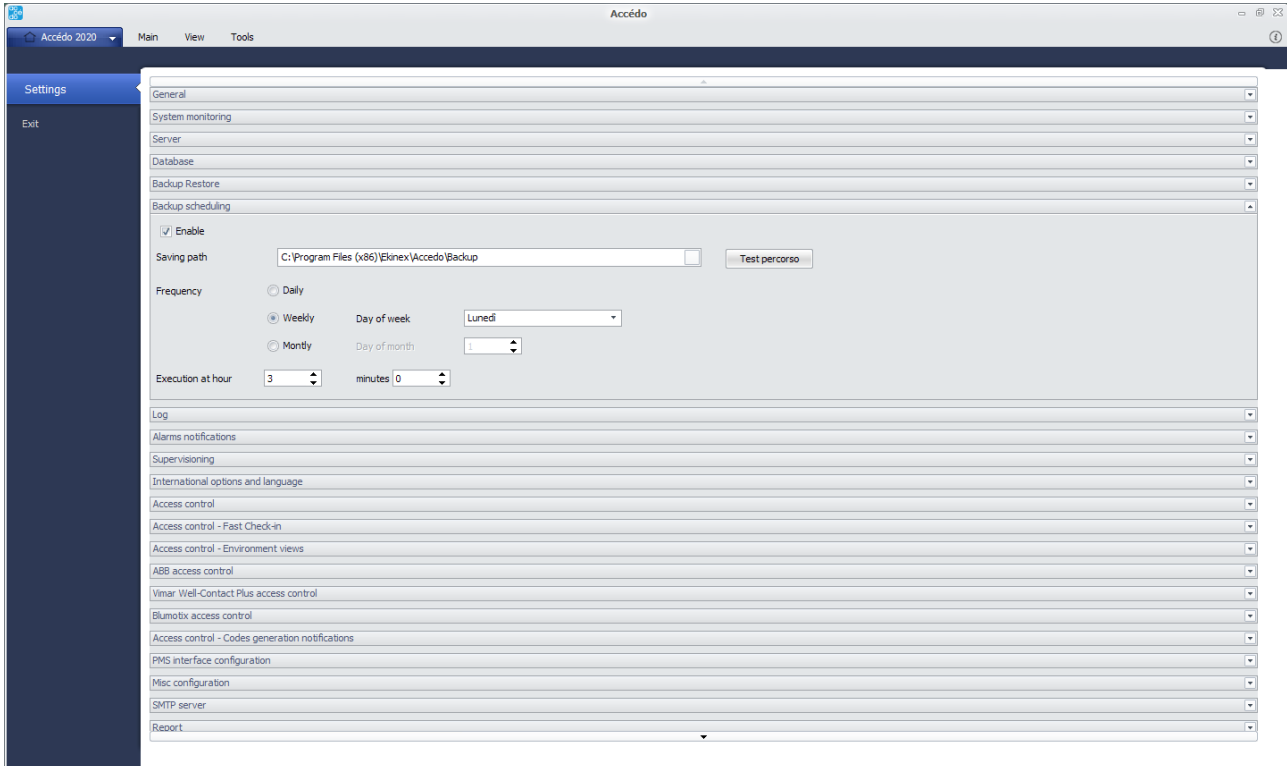 Accédo
Accédo 2020 Main View Tools
Settings
Exit
General
System monitoring
Server
Database
Backup Restore
Backup scheduling
Enable
Saving path C:\Program Files (x86)\Ekinex\Accedo\Backup Test percorso
Frequency Daily
Weekly Day of week Lunedì
Montly Day of month 1
Execution at hour 3 minutes 0
Log
Alarms notifications
Supervisioning
International options and language
Access control
Access control - Fast Check-in
Access control - Environment views
ABB access control
Vimar Well-Contact Plus access control
Blumotix access control
Access control - Codes generation notifications
PMS interface configuration
Misc configuration
SMTP server
Report